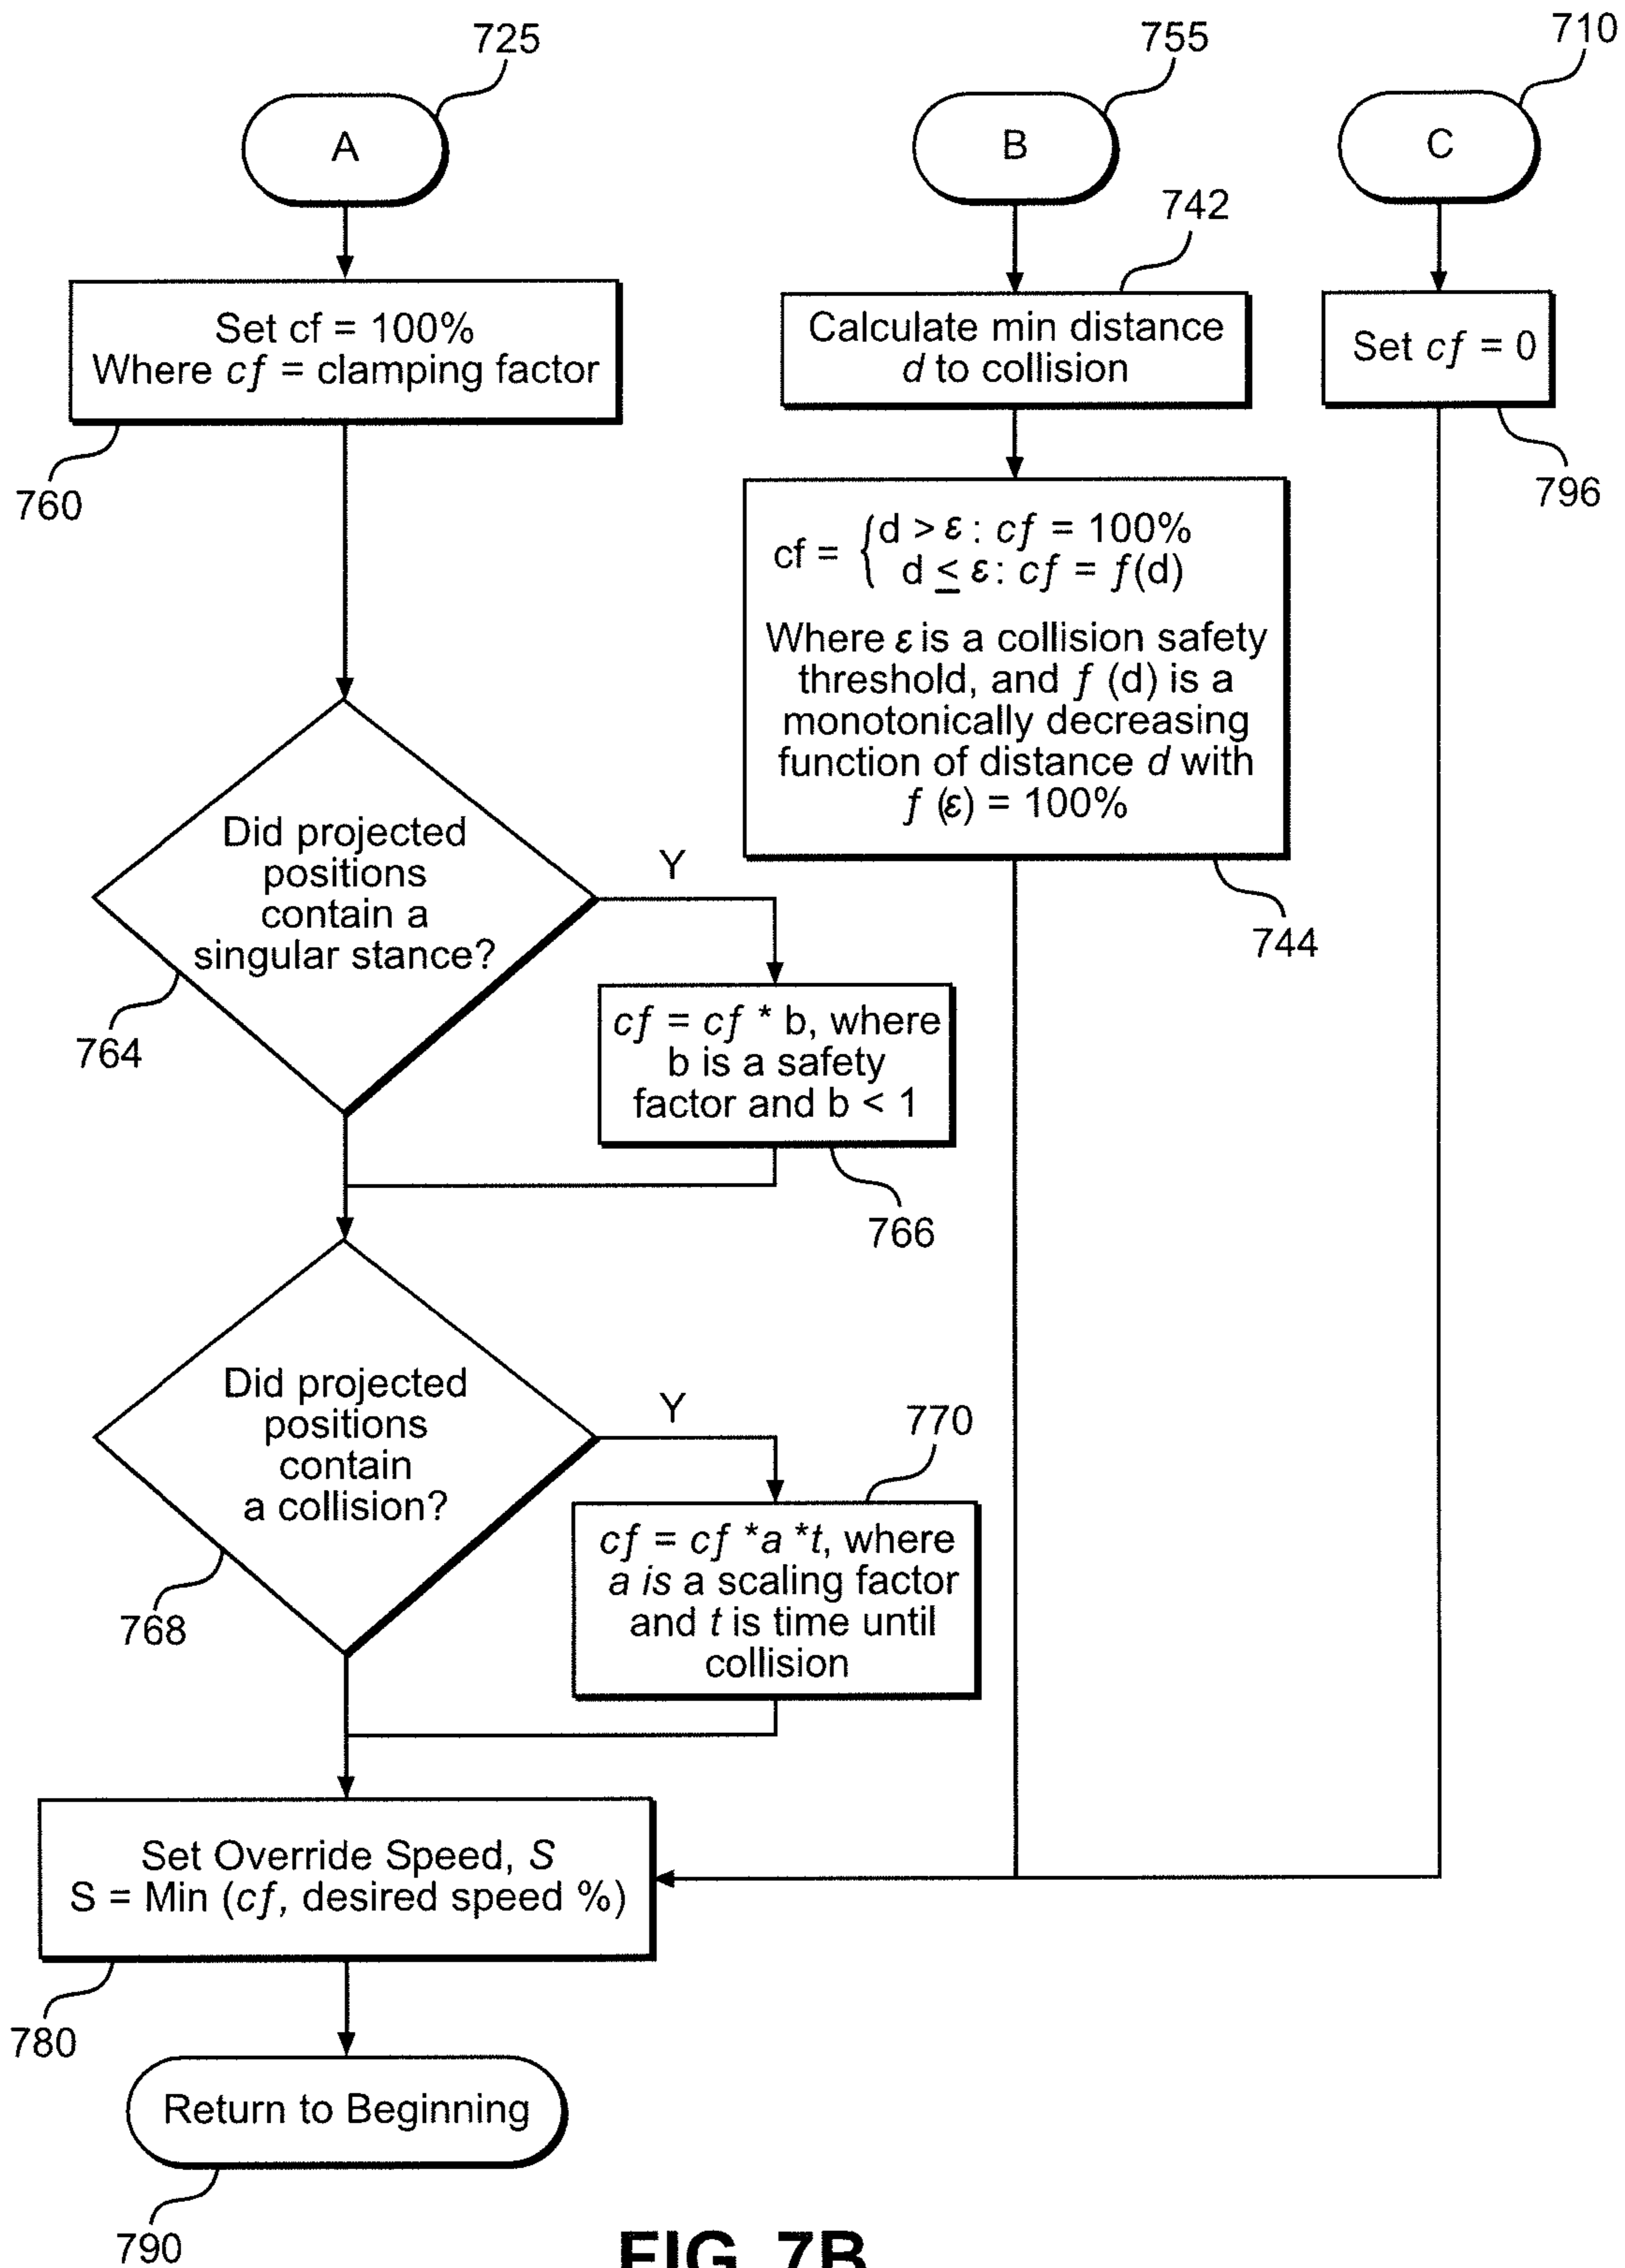 725
755
710
A
B
C
742
Set cf = 100%
Where cf = clamping factor
760
Calculate min distance
d to collision
Set cf = 0
796
cf = { d > ε : cf = 100%
d ≤ ε : cf = f(d)
Where ε is a collision safety
threshold, and f (d) is a
monotonically decreasing
function of distance d with
f (ε) = 100%
744
Did projected
positions
contain a
singular stance?
764
Y
cf = cf * b, where
b is a safety
factor and b < 1
766
Did projected
positions
contain
a collision?
768
Y
770
cf = cf *a *t, where
a is a scaling factor
and t is time until
collision
Set Override Speed, S
S = Min (cf, desired speed %)
780
Return to Beginning
790
FIG. 7B